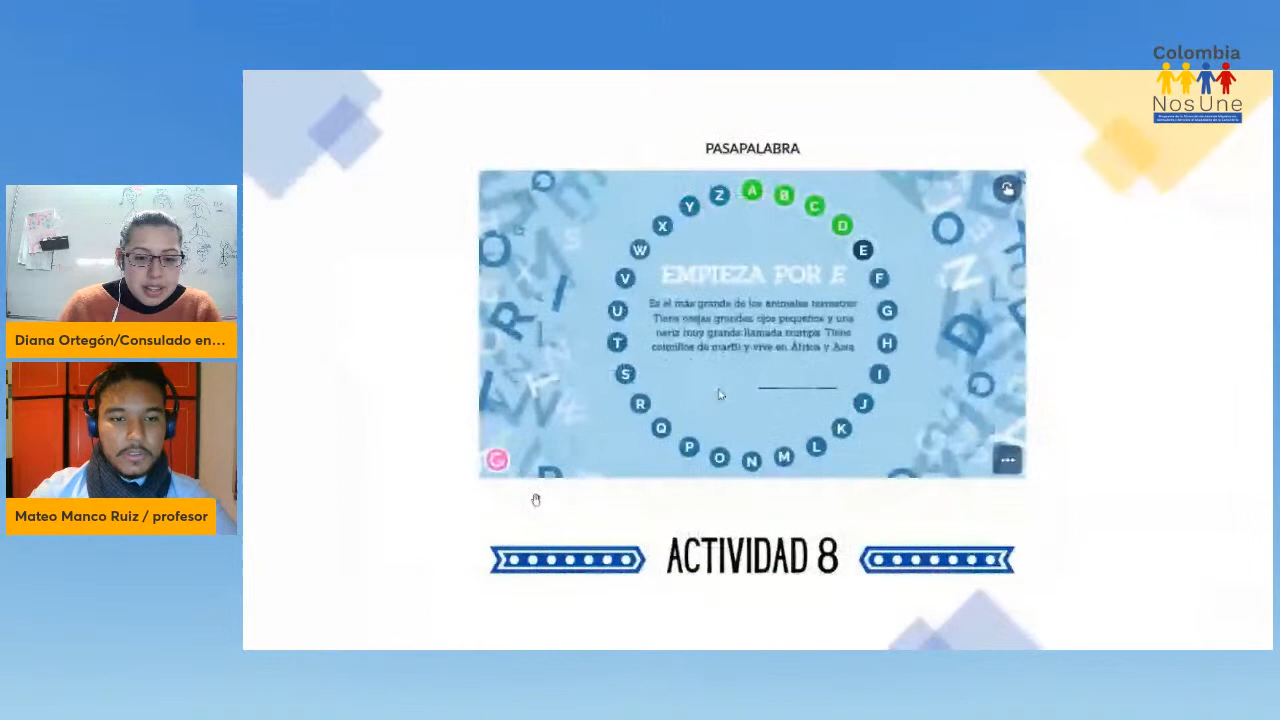 Colombia
NosUne
PASAPALABRA
A
B
C
D
E
F
G
H
I
J
K
L
M
N
O
P
Q
R
S
T
U
V
W
X
Y
Z
EMPIEZA POR E
Es el más grande de los animales terrestres
Tiene orejas grandes, ojos pequeños y una
nariz muy grande llamada trompa. Tiene
colmillos de marfil y vive en África y Asia
ACTIVIDAD 8
Diana Ortegón/Consulado en...
Mateo Manco Ruiz / profesor